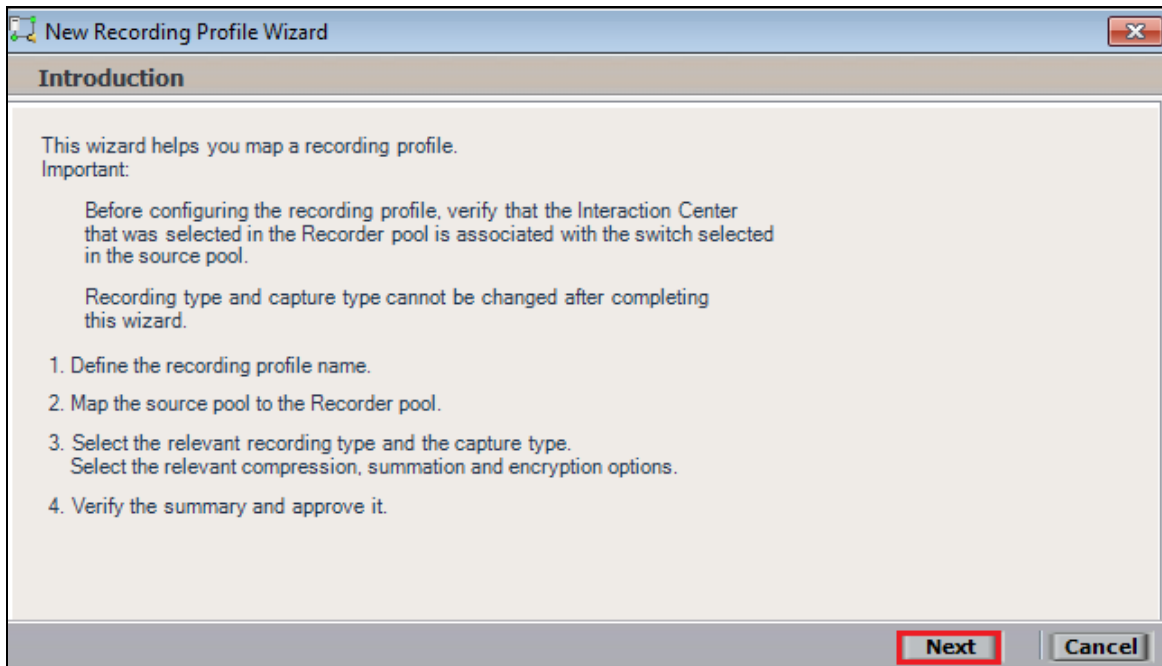 New Recording Profile Wizard
Introduction
This wizard helps you map a recording profile.
Important:
Before configuring the recording profile, verify that the Interaction Center
that was selected in the Recorder pool is associated with the switch selected
in the source pool.
Recording type and capture type cannot be changed after completing
this wizard.
1. Define the recording profile name.
2. Map the source pool to the Recorder pool.
3. Select the relevant recording type and the capture type.
Select the relevant compression, summation and encryption options.
4. Verify the summary and approve it.
Next Cancel